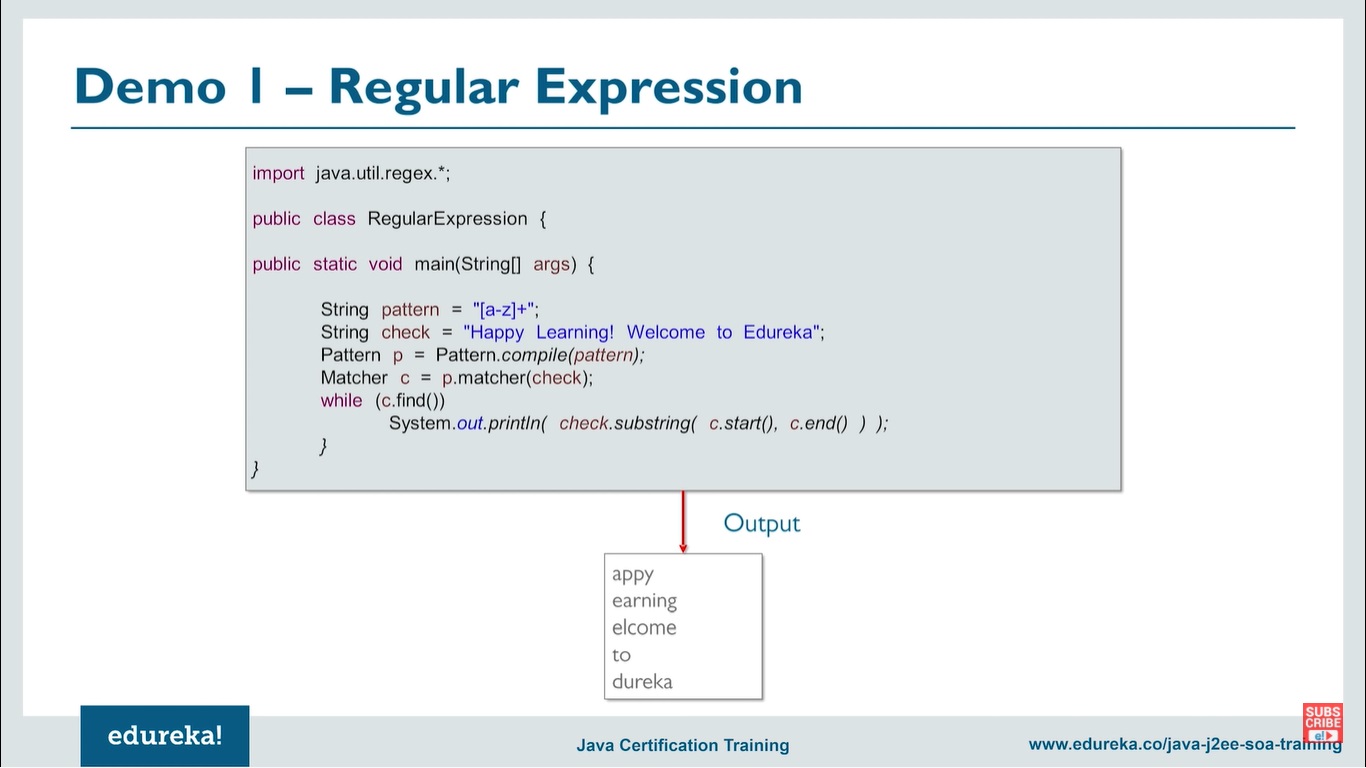 Demo 1 – Regular Expression
import java.util.regex.*;
public class RegularExpression {
public static void main(String[] args) {
String pattern = "[a-z]+";
String check = "Happy Learning! Welcome to Edureka";
Pattern p = Pattern.compile(pattern);
Matcher c = p.matcher(check);
while (c.find())
System.out.println( check.substring( c.start(), c.end() ) );
}
}
Output
appy
earning
elcome
to
dureka
SUBS
CRIBE
e!
edureka!
Java Certification Training
www.edureka.co/java-j2ee-soa-training